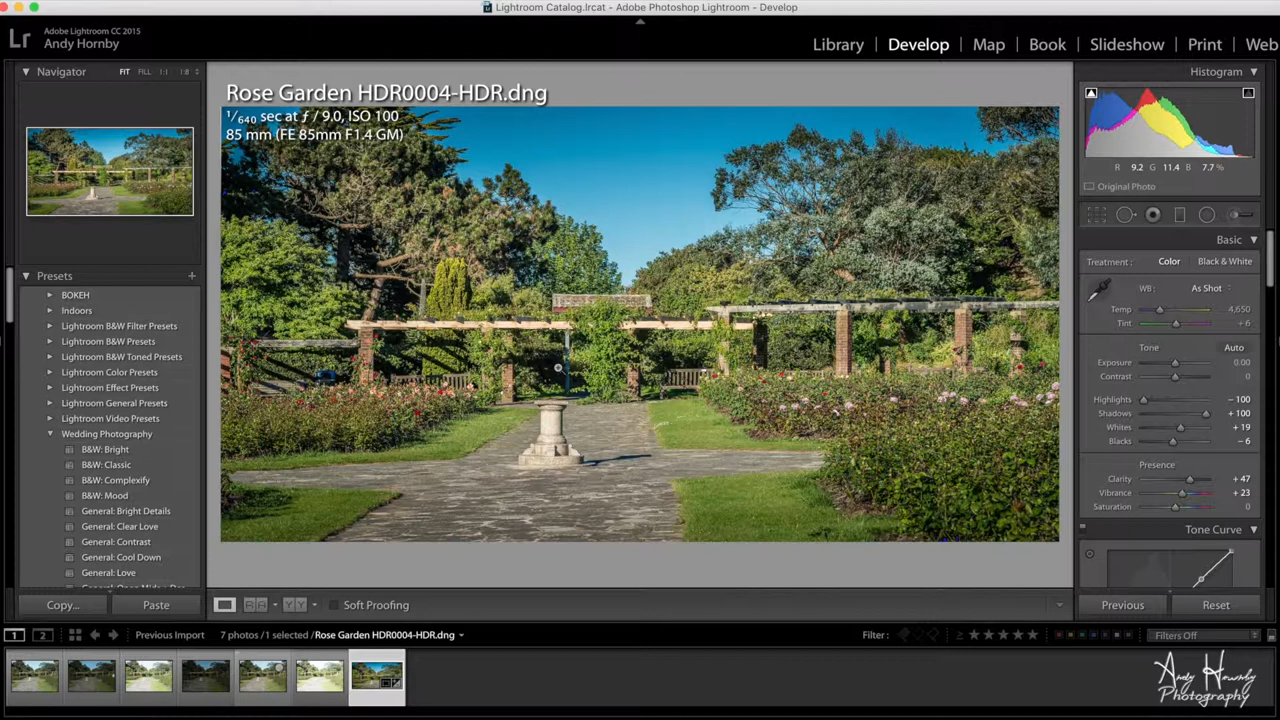 Lightroom Catalog.lrcat - Adobe Photoshop Lightroom - Develop
Lr
Adobe Lightroom CC 2015
Andy Hornby
Library | Develop | Map | Book | Slideshow | Print | Web
Navigator FIT FILL 1:1 1:8
Presets +
BOKEH
Indoors
Lightroom B&W Filter Presets
Lightroom B&W Presets
Lightroom B&W Toned Presets
Lightroom Color Presets
Lightroom Effect Presets
Lightroom General Presets
Lightroom Video Presets
Wedding Photography
B&W: Bright
B&W: Classic
B&W: Complexify
B&W: Mood
General: Bright Details
General: Clear Love
General: Contrast
General: Cool Down
General: Love
Copy... Paste
Rose Garden HDR0004-HDR.dng
1/640 sec at ƒ / 9.0, ISO 100
85 mm (FE 85mm F1.4 GM)
Soft Proofing
Histogram
R 9.2 G 11.4 B 7.7 %
Original Photo
Basic
Treatment : Color Black & White
WB : As Shot
Temp 4,650
Tint + 6
Tone Auto
Exposure 0.00
Contrast 0
Highlights − 100
Shadows + 100
Whites + 19
Blacks − 6
Presence
Clarity + 47
Vibrance + 23
Saturation 0
Tone Curve
Previous Reset
1 2 Previous Import 7 photos / 1 selected / Rose Garden HDR0004-HDR.dng
Filter : ≥ ★★★★★ Filters Off
Andy Hornby
Photography